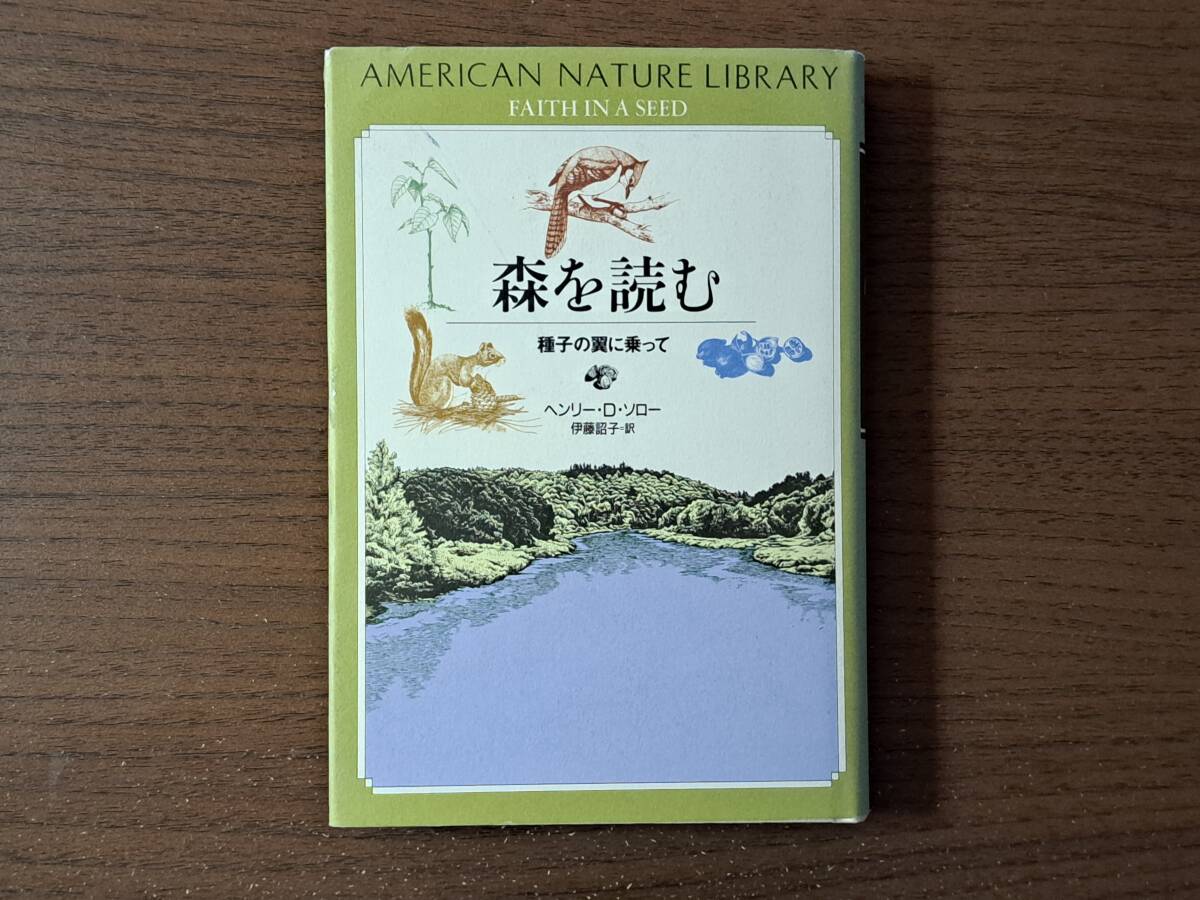 AMERICAN NATURE LIBRARY
FAITH IN A SEED
森を読む
種子の翼に乗って
ヘンリー・D・ソロー
伊藤詔子=訳